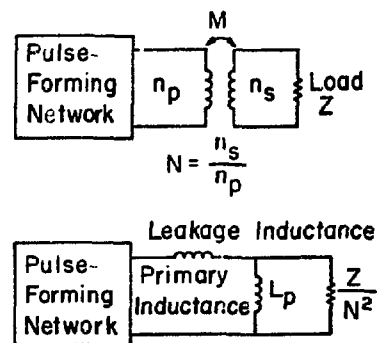 M
Pulse-
Forming
Network
n_p
n_s
Load
Z
N = n_s / n_p
Leakage Inductance
Pulse-
Forming
Network
Primary
Inductance
L_p
Z / N²